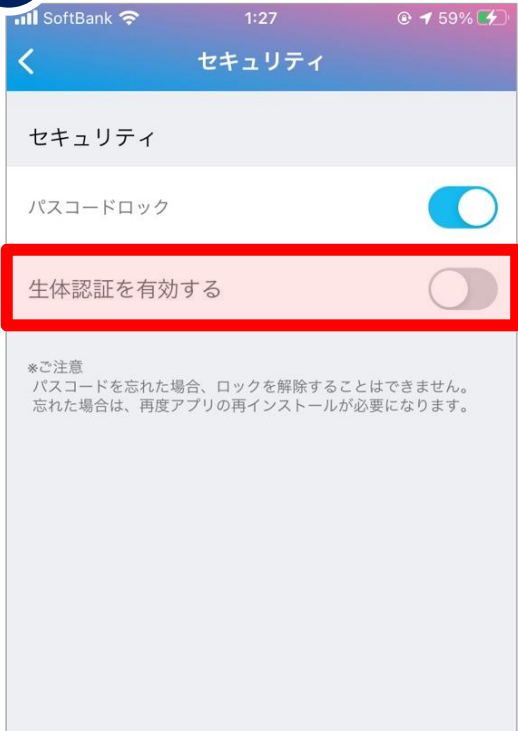 SoftBank 1:27 59%
セキュリティ
セキュリティ
パスコードロック
生体認証を有効する
※ご注意
パスコードを忘れた場合、ロックを解除することはできません。
忘れた場合は、再度アプリの再インストールが必要になります。